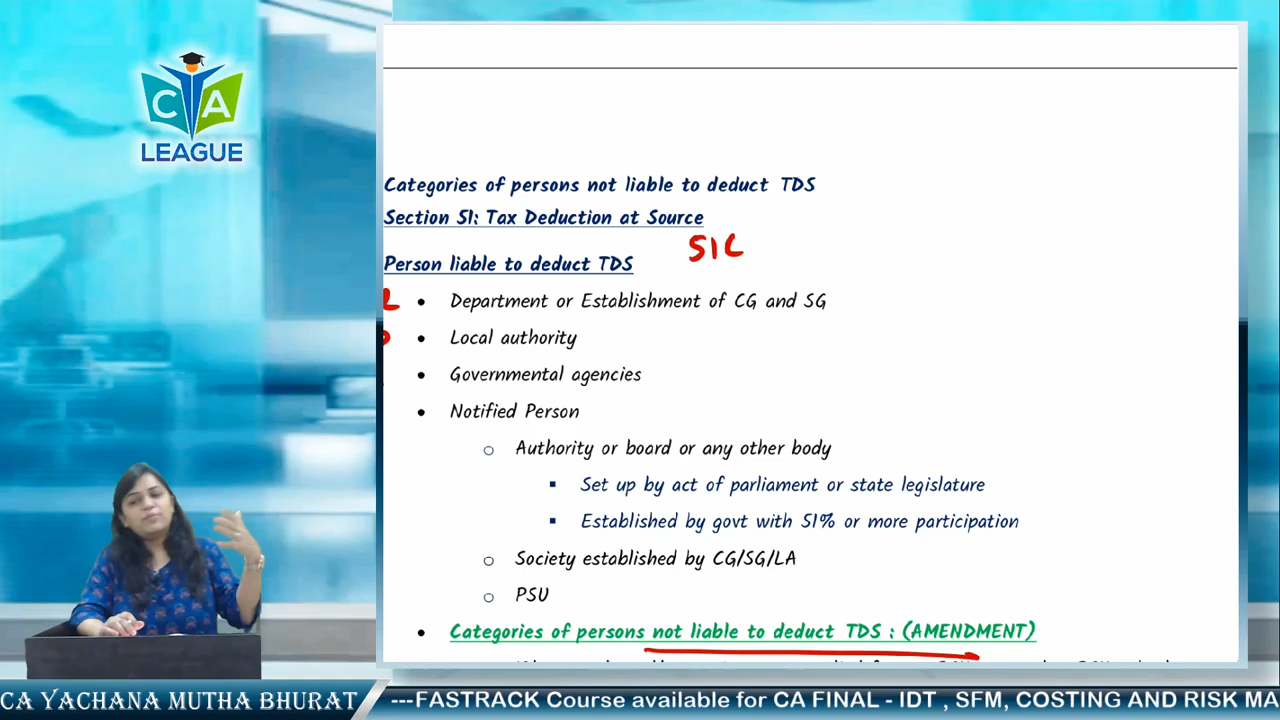 CA
LEAGUE
Categories of persons not liable to deduct TDS
Section 51: Tax Deduction at Source
51C
Person liable to deduct TDS
• Department or Establishment of CG and SG
• Local authority
• Governmental agencies
• Notified Person
o Authority or board or any other body
▪ Set up by act of parliament or state legislature
▪ Established by govt with 51% or more participation
o Society established by CG/SG/LA
o PSU
• Categories of persons not liable to deduct TDS : (AMENDMENT)
CA YACHANA MUTHA BHURAT
---FASTRACK Course available for CA FINAL - IDT , SFM, COSTING AND RISK MA